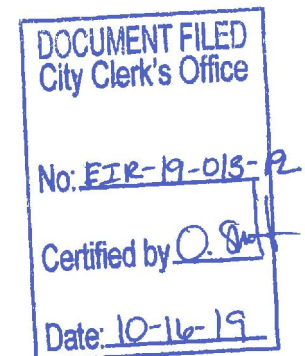 DOCUMENT FILED
City Clerk's Office
No: EIR-19-013-
Certified by O.
Date: 10-16-19